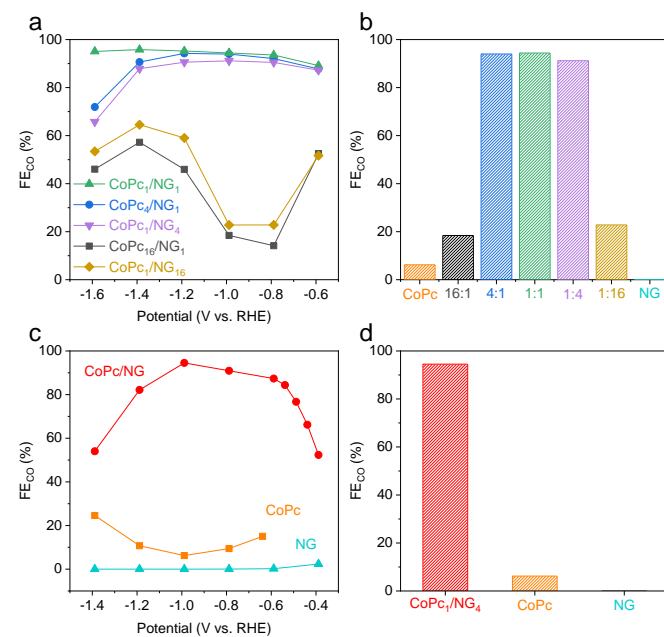 a
FE_CO (%)
100
80
60
40
20
0
CoPc₁/NG₁
CoPc₄/NG₁
CoPc₁/NG₄
CoPc₁₆/NG₁
CoPc₁/NG₁₆
-1.6 -1.4 -1.2 -1.0 -0.8 -0.6
Potential (V vs. RHE)
b
FE_CO (%)
100
80
60
40
20
0
CoPc 16:1 4:1 1:1 1:4 1:16 NG
c
FE_CO (%)
100
80
60
40
20
0
CoPc/NG
CoPc
NG
-1.4 -1.2 -1.0 -0.8 -0.6 -0.4
Potential (V vs. RHE)
d
FE_CO (%)
100
80
60
40
20
0
CoPc₁/NG₄ CoPc NG